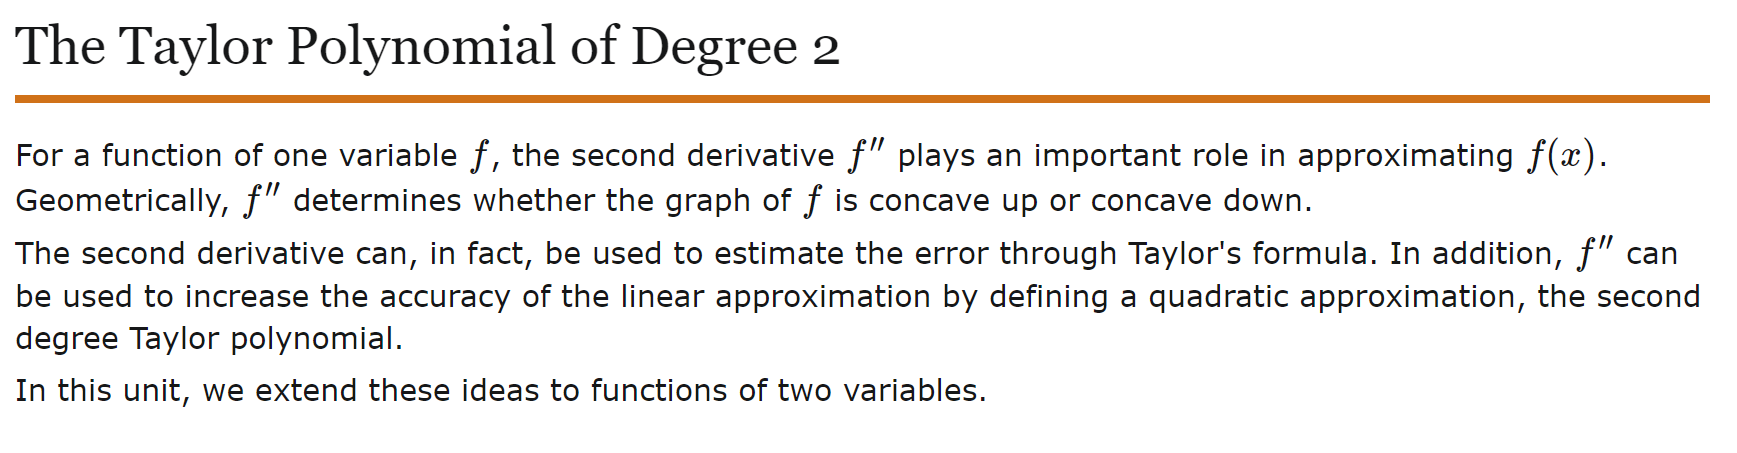 The Taylor Polynomial of Degree 2
For a function of one variable f, the second derivative f″ plays an important role in approximating f(x).
Geometrically, f″ determines whether the graph of f is concave up or concave down.
The second derivative can, in fact, be used to estimate the error through Taylor's formula. In addition, f″ can
be used to increase the accuracy of the linear approximation by defining a quadratic approximation, the second
degree Taylor polynomial.
In this unit, we extend these ideas to functions of two variables.